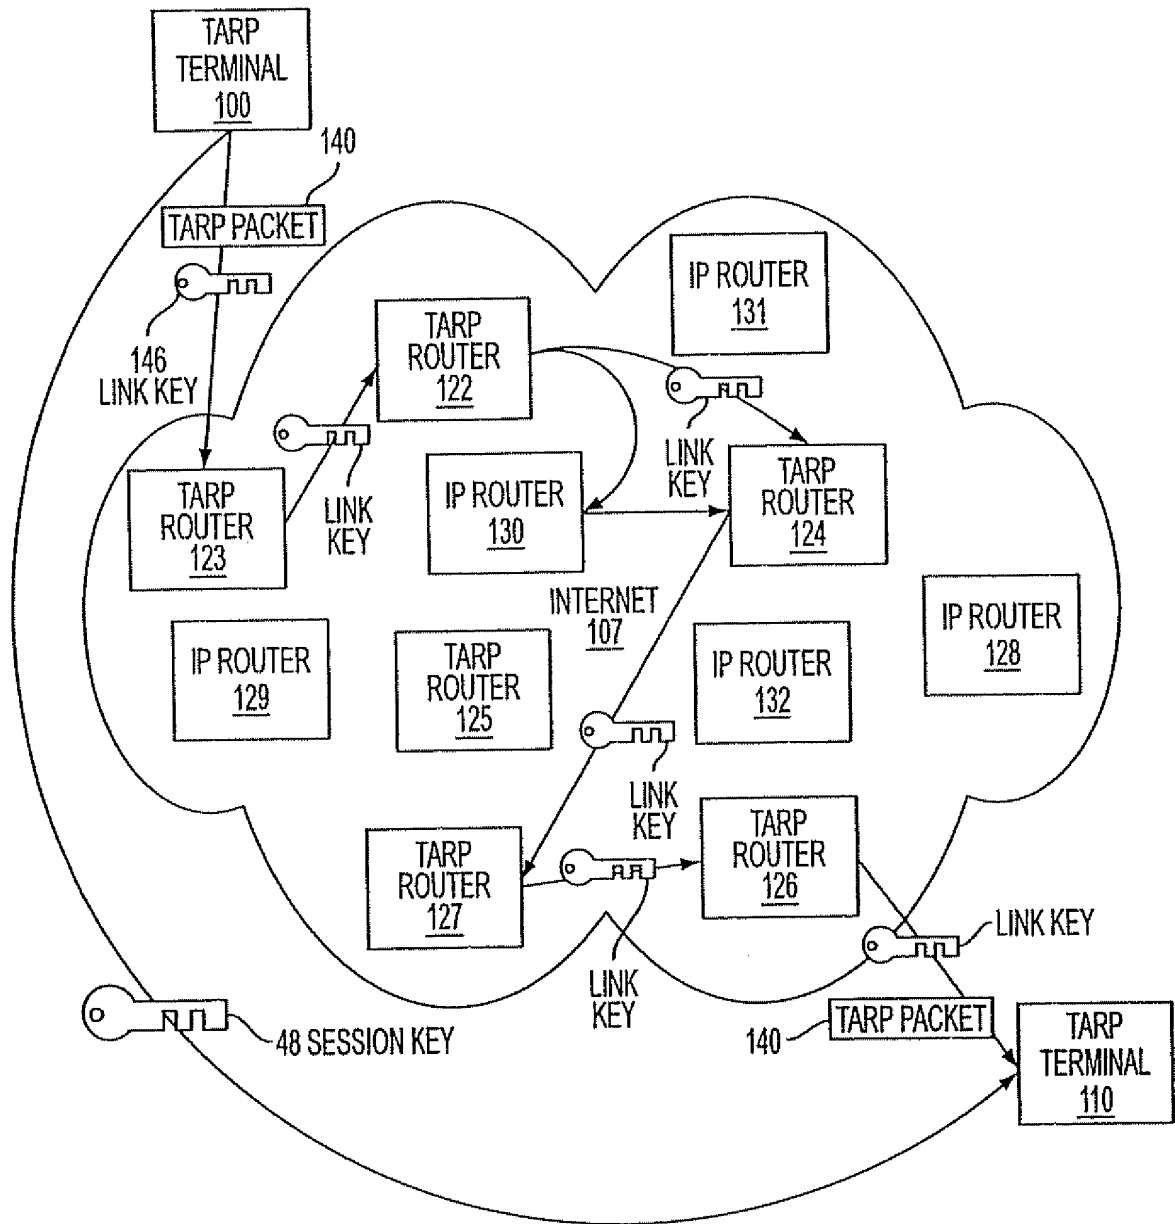 TARP
TERMINAL
100
140
TARP PACKET
146
LINK KEY
IP ROUTER
131
TARP
ROUTER
122
LINK
KEY
LINK
KEY
TARP
ROUTER
123
IP ROUTER
130
TARP
ROUTER
124
INTERNET
107
IP ROUTER
129
TARP
ROUTER
125
IP ROUTER
132
IP ROUTER
128
LINK
KEY
TARP
ROUTER
127
TARP
ROUTER
126
LINK
KEY
LINK KEY
48 SESSION KEY
140
TARP PACKET
TARP
TERMINAL
110